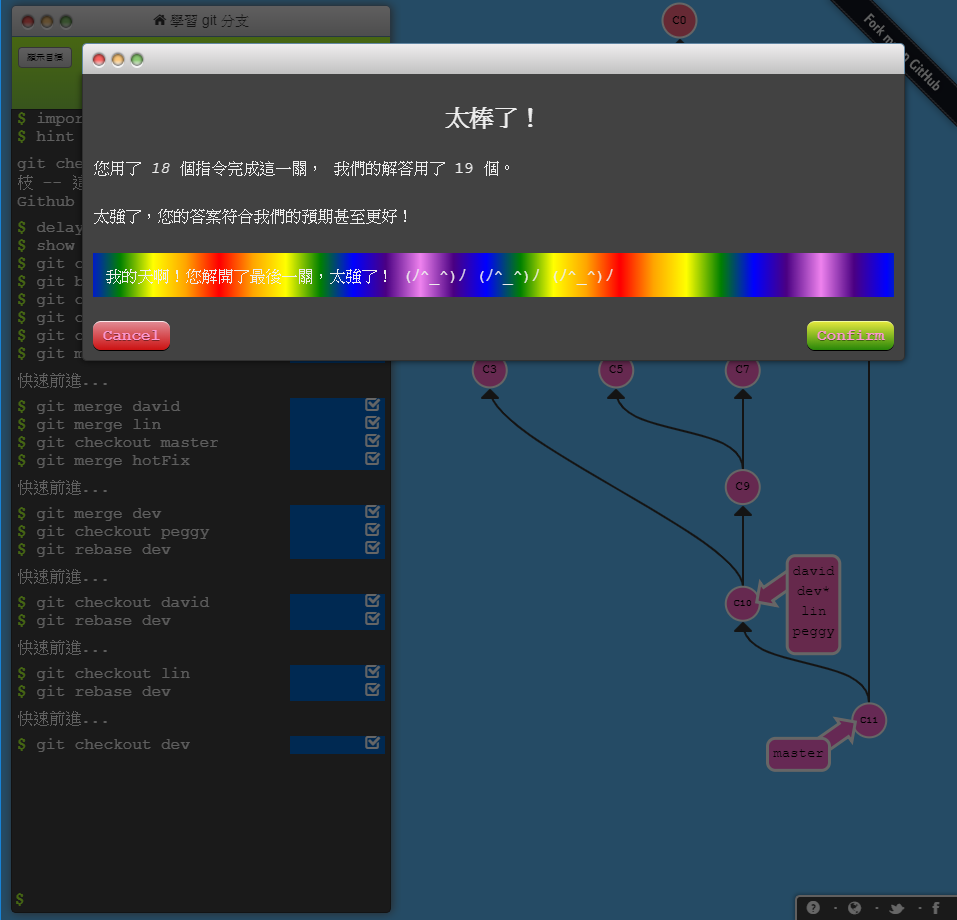 學習 git 分支
顯示目標
$ impor
$ hint
git che
枝 -- 這
Github
$ delay
$ show
$ git c
$ git b
$ git c
$ git c
$ git c
$ git m
快速前進...
$ git merge david
$ git merge lin
$ git checkout master
$ git merge hotFix
快速前進...
$ git merge dev
$ git checkout peggy
$ git rebase dev
快速前進...
$ git checkout david
$ git rebase dev
快速前進...
$ git checkout lin
$ git rebase dev
快速前進...
$ git checkout dev
$
太棒了！
您用了 18 個指令完成這一關， 我們的解答用了 19 個。
太強了，您的答案符合我們的預期甚至更好！
我的天啊！您解開了最後一關，太強了！ (/^_^)/ (/^_^)/ (/^_^)/
Cancel
Confirm
C0
Fork m
n GitHub
C3
C5
C7
C9
C10
david
dev*
lin
peggy
C11
master